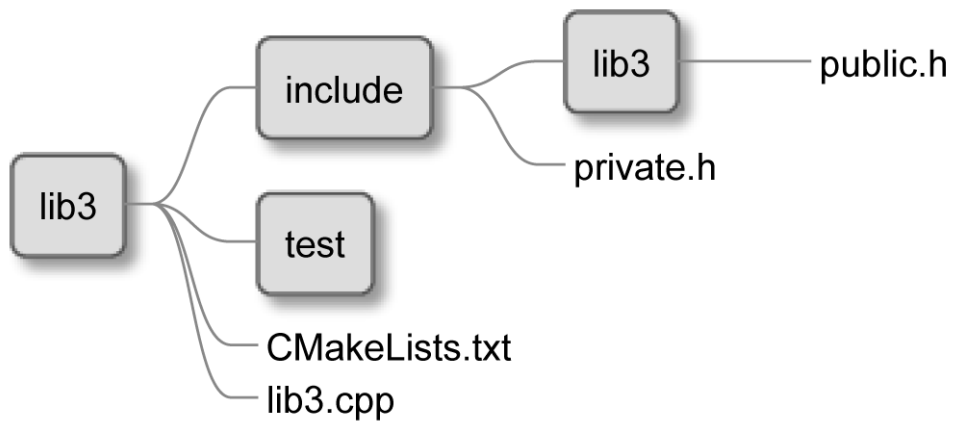 lib3
include
lib3
public.h
private.h
test
CMakeLists.txt
lib3.cpp